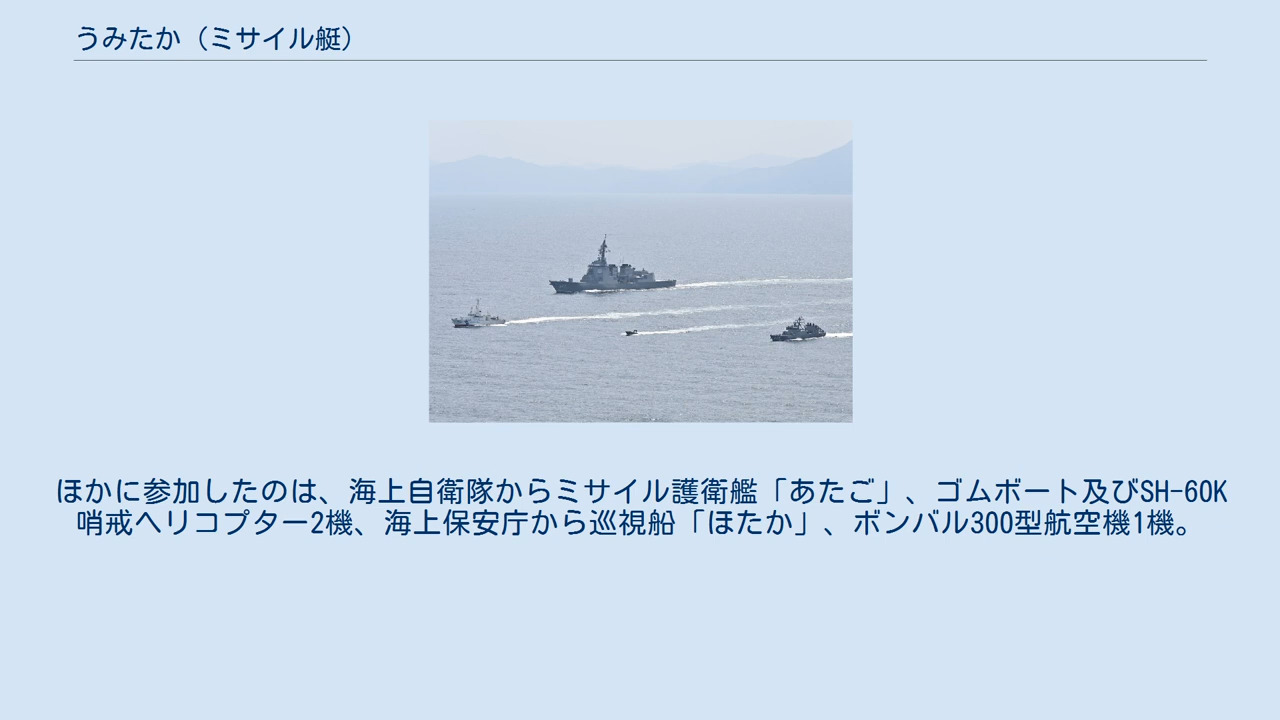 うみたか（ミサイル艇）
ほかに参加したのは、海上自衛隊からミサイル護衛艦「あたご」、ゴムボート及びSH-60K
哨戒ヘリコプター2機、海上保安庁から巡視船「ほたか」、ボンバル300型航空機1機。